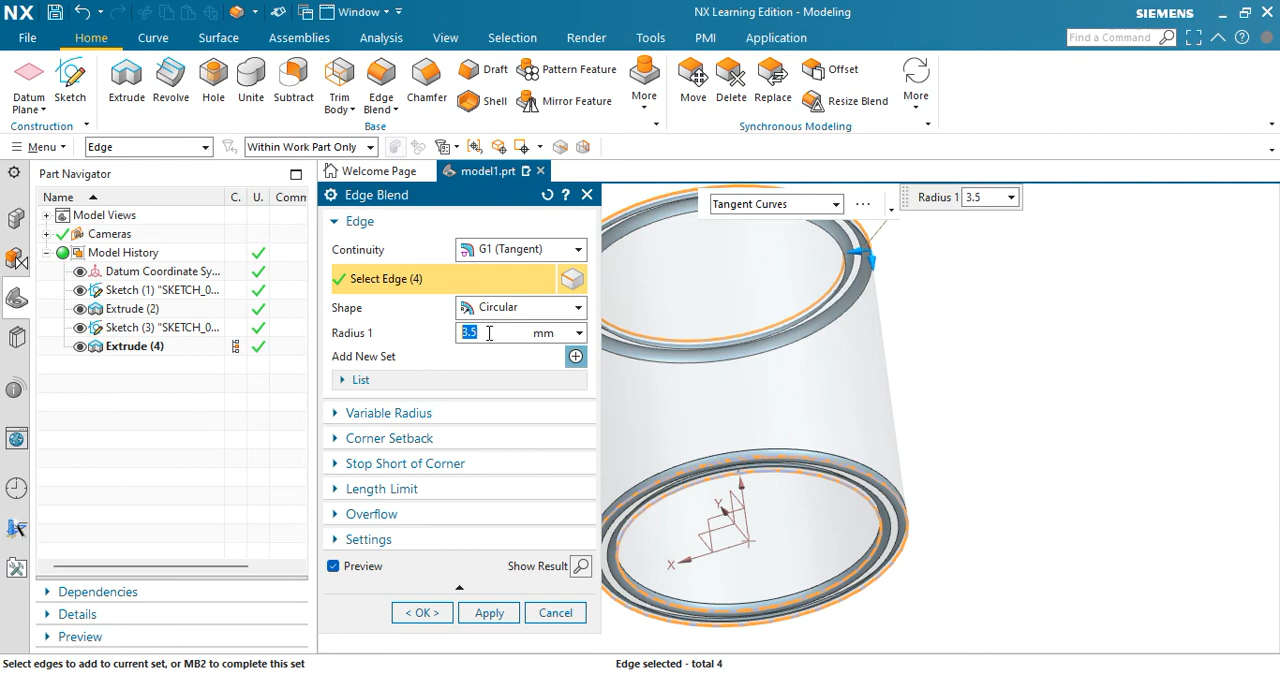 NX Window NX Learning Edition - Modeling SIEMENS
File Home Curve Surface Assemblies Analysis View Selection Render Tools PMI Application Find a Command
Datum Plane Sketch Extrude Revolve Hole Unite Subtract Trim Body Edge Blend Chamfer Draft Shell Pattern Feature Mirror Feature More Move Delete Replace Offset Resize Blend More
Construction Base Synchronous Modeling
Menu Edge Within Work Part Only
Part Navigator Welcome Page model1.prt
Name C. U. Comm
Edge Blend
Tangent Curves Radius 1 3.5
Model Views
Cameras
Model History
Datum Coordinate Sy...
Sketch (1) "SKETCH_0...
Extrude (2)
Sketch (3) "SKETCH_0...
Extrude (4)
Edge
Continuity G1 (Tangent)
Select Edge (4)
Shape Circular
Radius 1 3.5 mm
Add New Set
List
Variable Radius
Corner Setback
Stop Short of Corner
Length Limit
Overflow
Settings
Preview Show Result
< OK > Apply Cancel
Y
X
Dependencies
Details
Preview
Select edges to add to current set, or MB2 to complete this set Edge selected - total 4